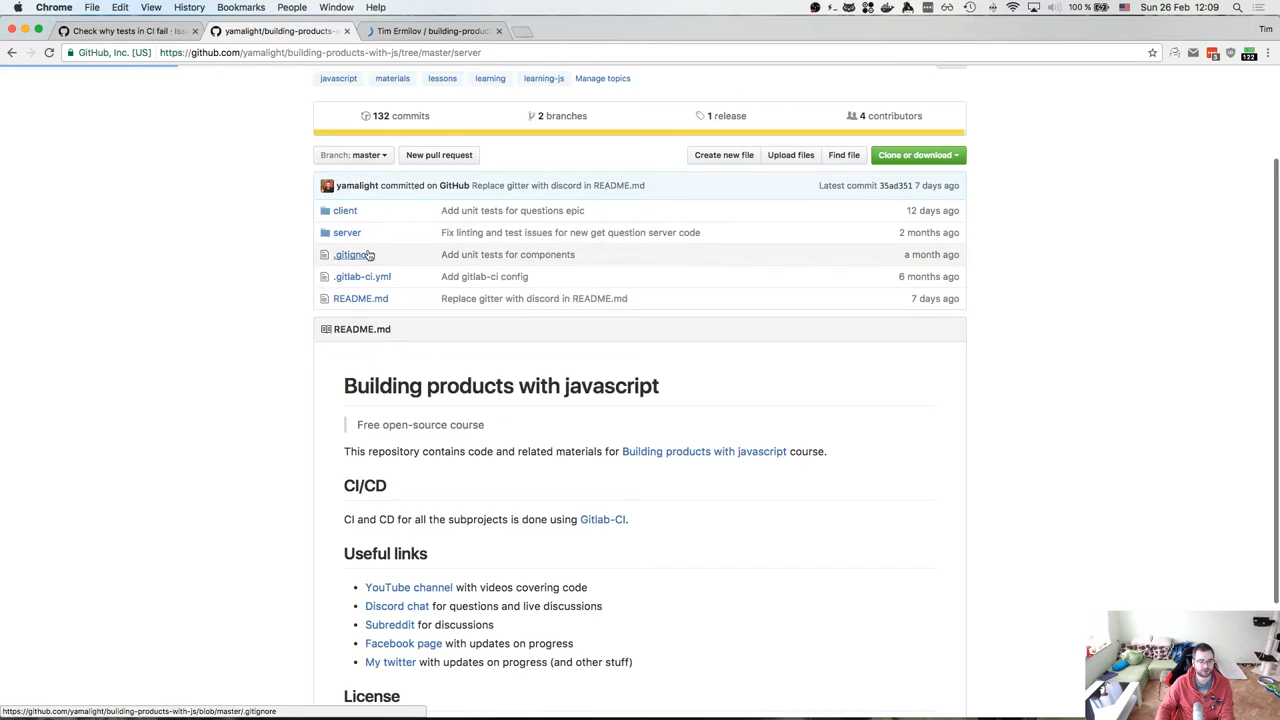 Chrome File Edit View History Bookmarks People Window Help 100% Sun 26 Feb 12:09
Check why tests in CI fail · Iss yamalight/building-products-w Tim Ermilov / building-produc Tim
GitHub, Inc. [US] https://github.com/yamalight/building-products-with-js/tree/master/server
javascript materials lessons learning learning-js Manage topics
132 commits 2 branches 1 release 4 contributors
Branch: master New pull request Create new file Upload files Find file Clone or download
yamalight committed on GitHub Replace gitter with discord in README.md Latest commit 35ad351 7 days ago
client Add unit tests for questions epic 12 days ago
server Fix linting and test issues for new get question server code 2 months ago
.gitignore Add unit tests for components a month ago
.gitlab-ci.yml Add gitlab-ci config 6 months ago
README.md Replace gitter with discord in README.md 7 days ago
README.md
Building products with javascript
Free open-source course
This repository contains code and related materials for Building products with javascript course.
CI/CD
CI and CD for all the subprojects is done using Gitlab-CI.
Useful links
• YouTube channel with videos covering code
• Discord chat for questions and live discussions
• Subreddit for discussions
• Facebook page with updates on progress
• My twitter with updates on progress (and other stuff)
License
https://github.com/yamalight/building-products-with-js/blob/master/.gitignore